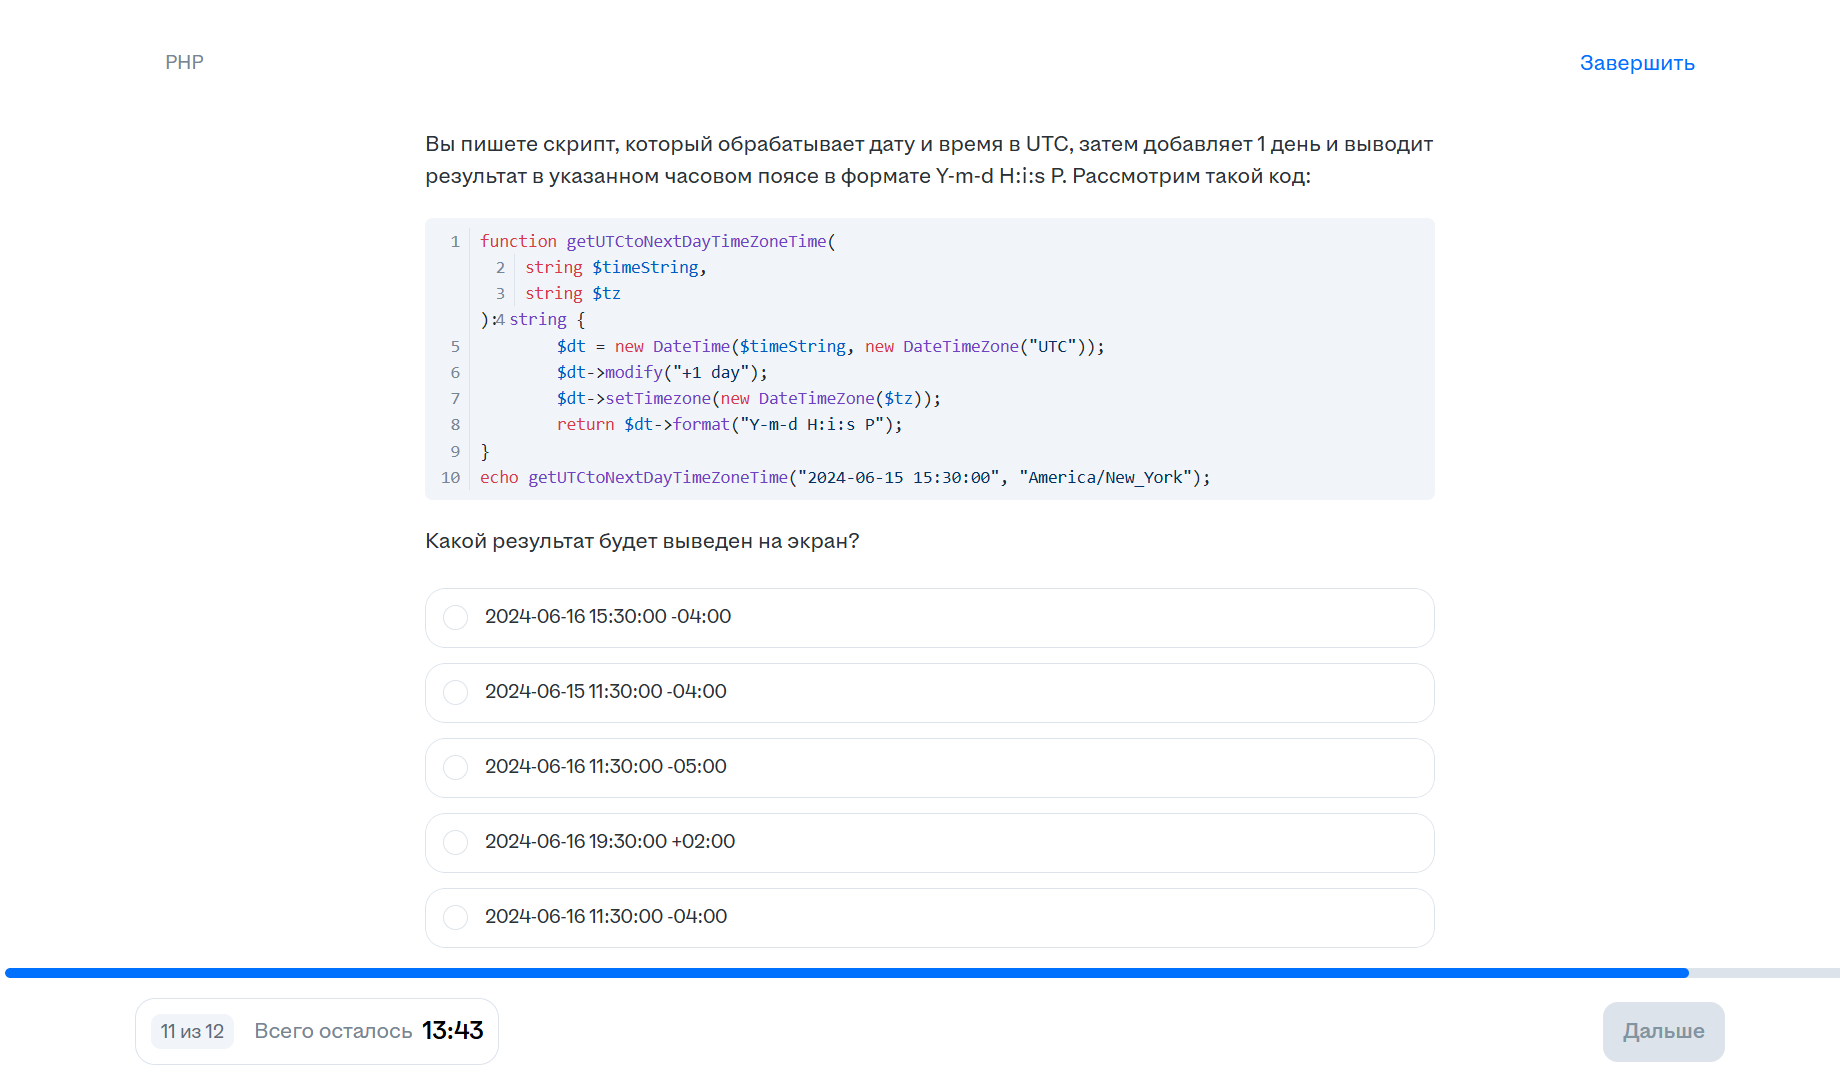 PHP
Завершить
Вы пишете скрипт, который обрабатывает дату и время в UTC, затем добавляет 1 день и выводит
результат в указанном часовом поясе в формате Y-m-d H:i:s P. Рассмотрим такой код:
1 function getUTCtoNextDayTimeZoneTime(
2 string $timeString,
3 string $tz
4 ): string {
5 $dt = new DateTime($timeString, new DateTimeZone("UTC"));
6 $dt->modify("+1 day");
7 $dt->setTimezone(new DateTimeZone($tz));
8 return $dt->format("Y-m-d H:i:s P");
9 }
10 echo getUTCtoNextDayTimeZoneTime("2024-06-15 15:30:00", "America/New_York");
Какой результат будет выведен на экран?
2024-06-16 15:30:00 -04:00
2024-06-15 11:30:00 -04:00
2024-06-16 11:30:00 -05:00
2024-06-16 19:30:00 +02:00
2024-06-16 11:30:00 -04:00
11 из 12 Всего осталось 13:43
Дальше